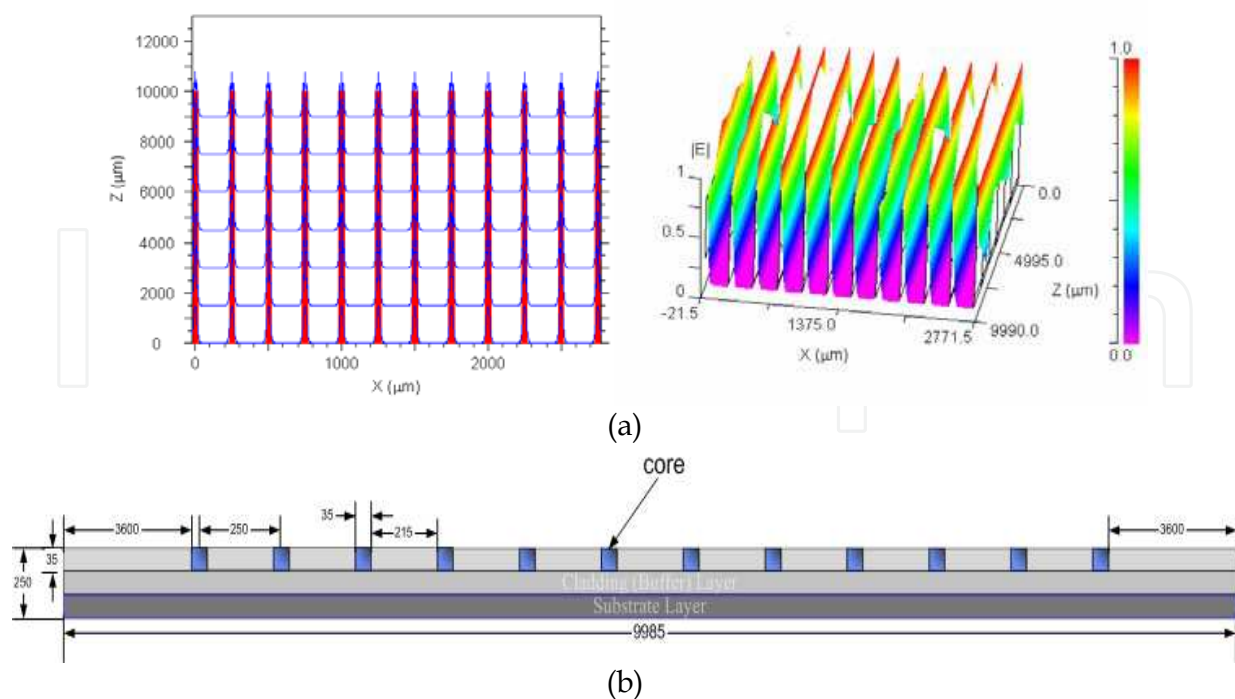 12000
10000
8000
6000
4000
2000
0
Z (μm)
0
1000
2000
X (μm)
|E|
1
0.5
0
-21.5
1375.0
2771.5
X (μm)
0.0
4995.0
9990.0
Z (μm)
1.0
0.0
(a)
core
3600
250
35
215
3600
35
250
Cladding (Buffer) Layer
Substrate Layer
9985
(b)